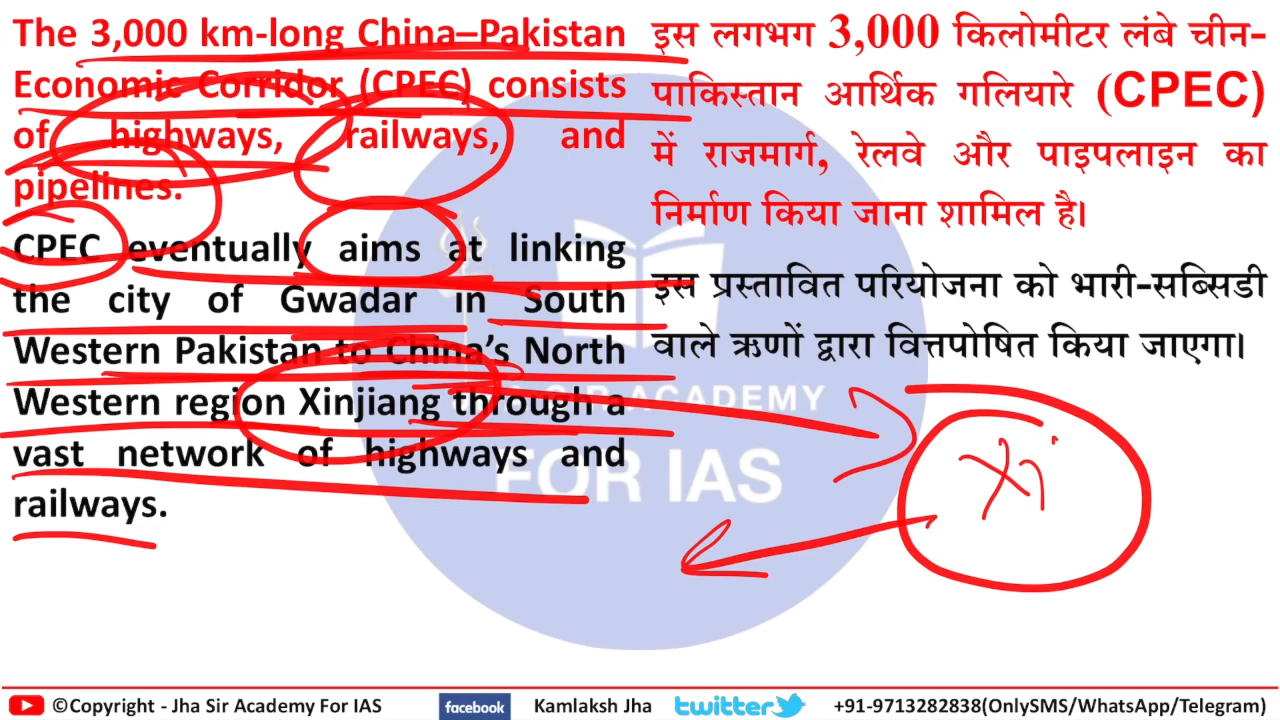 The 3,000 km-long China–Pakistan
Economic Corridor (CPEC) consists
of highways, railways, and
pipelines.
CPEC eventually aims at linking
the city of Gwadar in South
Western Pakistan to China's North
Western region Xinjiang through a
vast network of highways and
railways.
इस लगभग 3,000 किलोमीटर लंबे चीन-
पाकिस्तान आर्थिक गलियारे (CPEC)
में राजमार्ग, रेलवे और पाइपलाइन का
निर्माण किया जाना शामिल है।
इस प्रस्तावित परियोजना को भारी-सब्सिडी
वाले ऋणों द्वारा वित्तपोषित किया जाएगा।
Xi
SIR ACADEMY
FOR IAS
©Copyright - Jha Sir Academy For IAS facebook Kamlaksh Jha twitter +91-9713282838(OnlySMS/WhatsApp/Telegram)